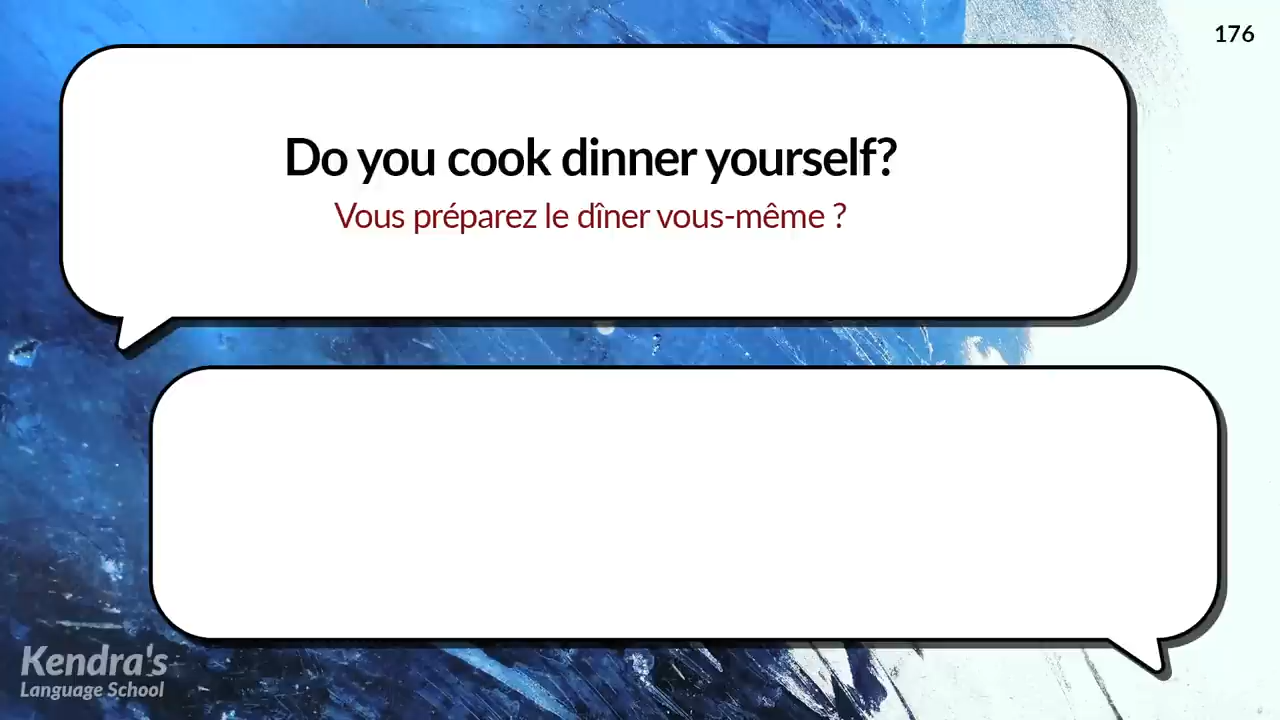 176
Do you cook dinner yourself?
Vous préparez le dîner vous-même ?
Kendra's
Language School